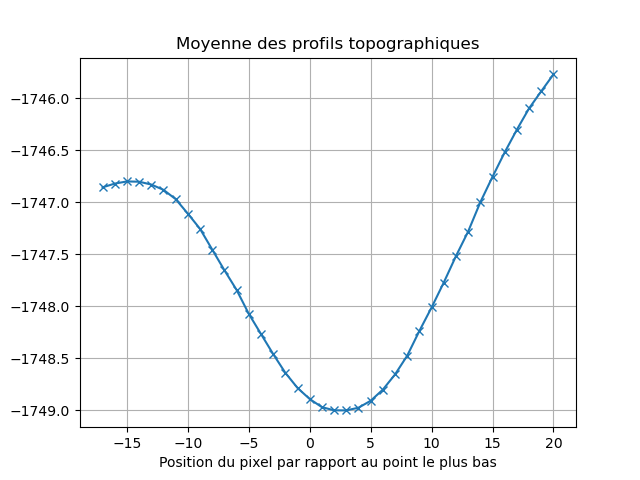 Moyenne des profils topographiques
−1746.0
−1746.5
−1747.0
−1747.5
−1748.0
−1748.5
−1749.0
−15 −10 −5 0 5 10 15 20
Position du pixel par rapport au point le plus bas